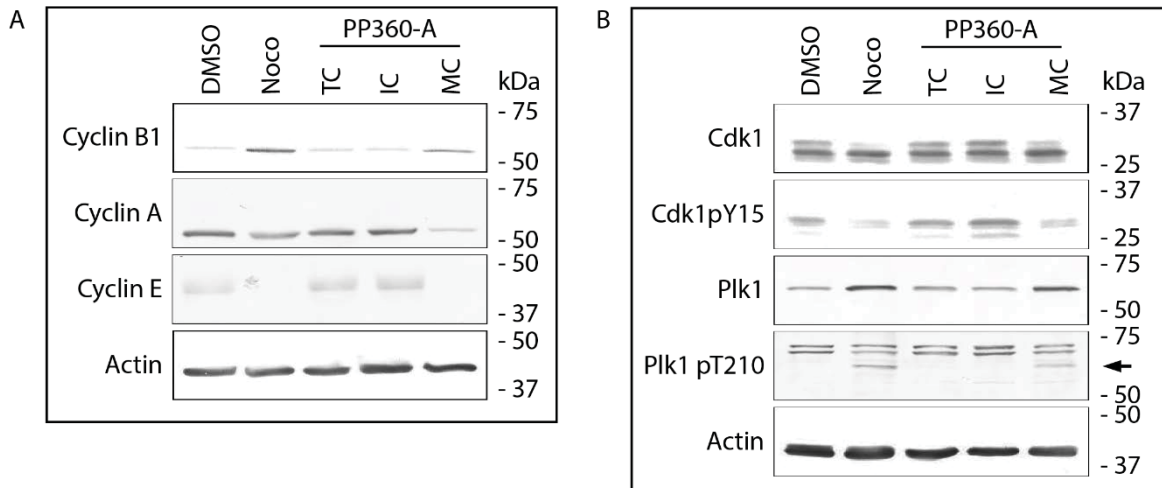 A
PP360-A
DMSO
Noco
TC
IC
MC
kDa
Cyclin B1
- 75
- 50
Cyclin A
- 75
- 50
Cyclin E
- 50
- 37
Actin
- 50
- 37
B
PP360-A
DMSO
Noco
TC
IC
MC
kDa
Cdk1
- 37
- 25
Cdk1pY15
- 37
- 25
Plk1
- 75
- 50
Plk1 pT210
- 75
- 50
Actin
- 50
- 37